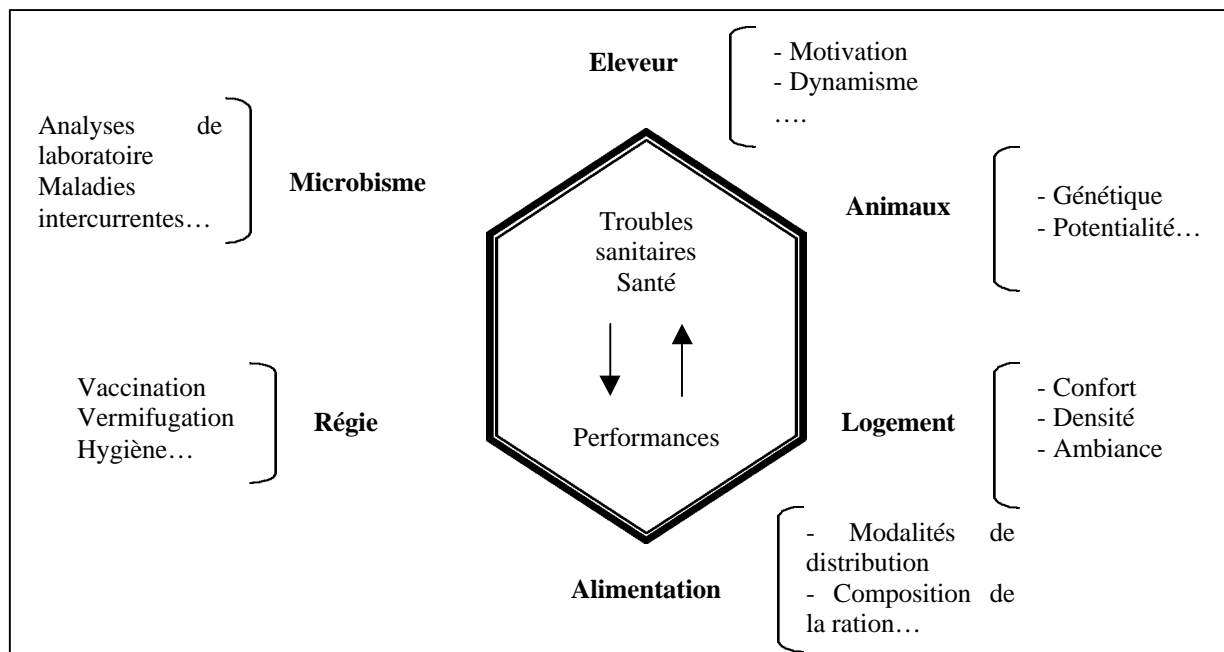 Eleveur
- Motivation
- Dynamisme
….
Analyses de
laboratoire
Maladies
intercurrentes…
Microbisme
Animaux
- Génétique
- Potentialité…
Troubles
sanitaires
Santé
Performances
Vaccination
Vermifugation
Hygiène…
Régie
Logement
- Confort
- Densité
- Ambiance
Alimentation
- Modalités de
distribution
- Composition de
la ration…